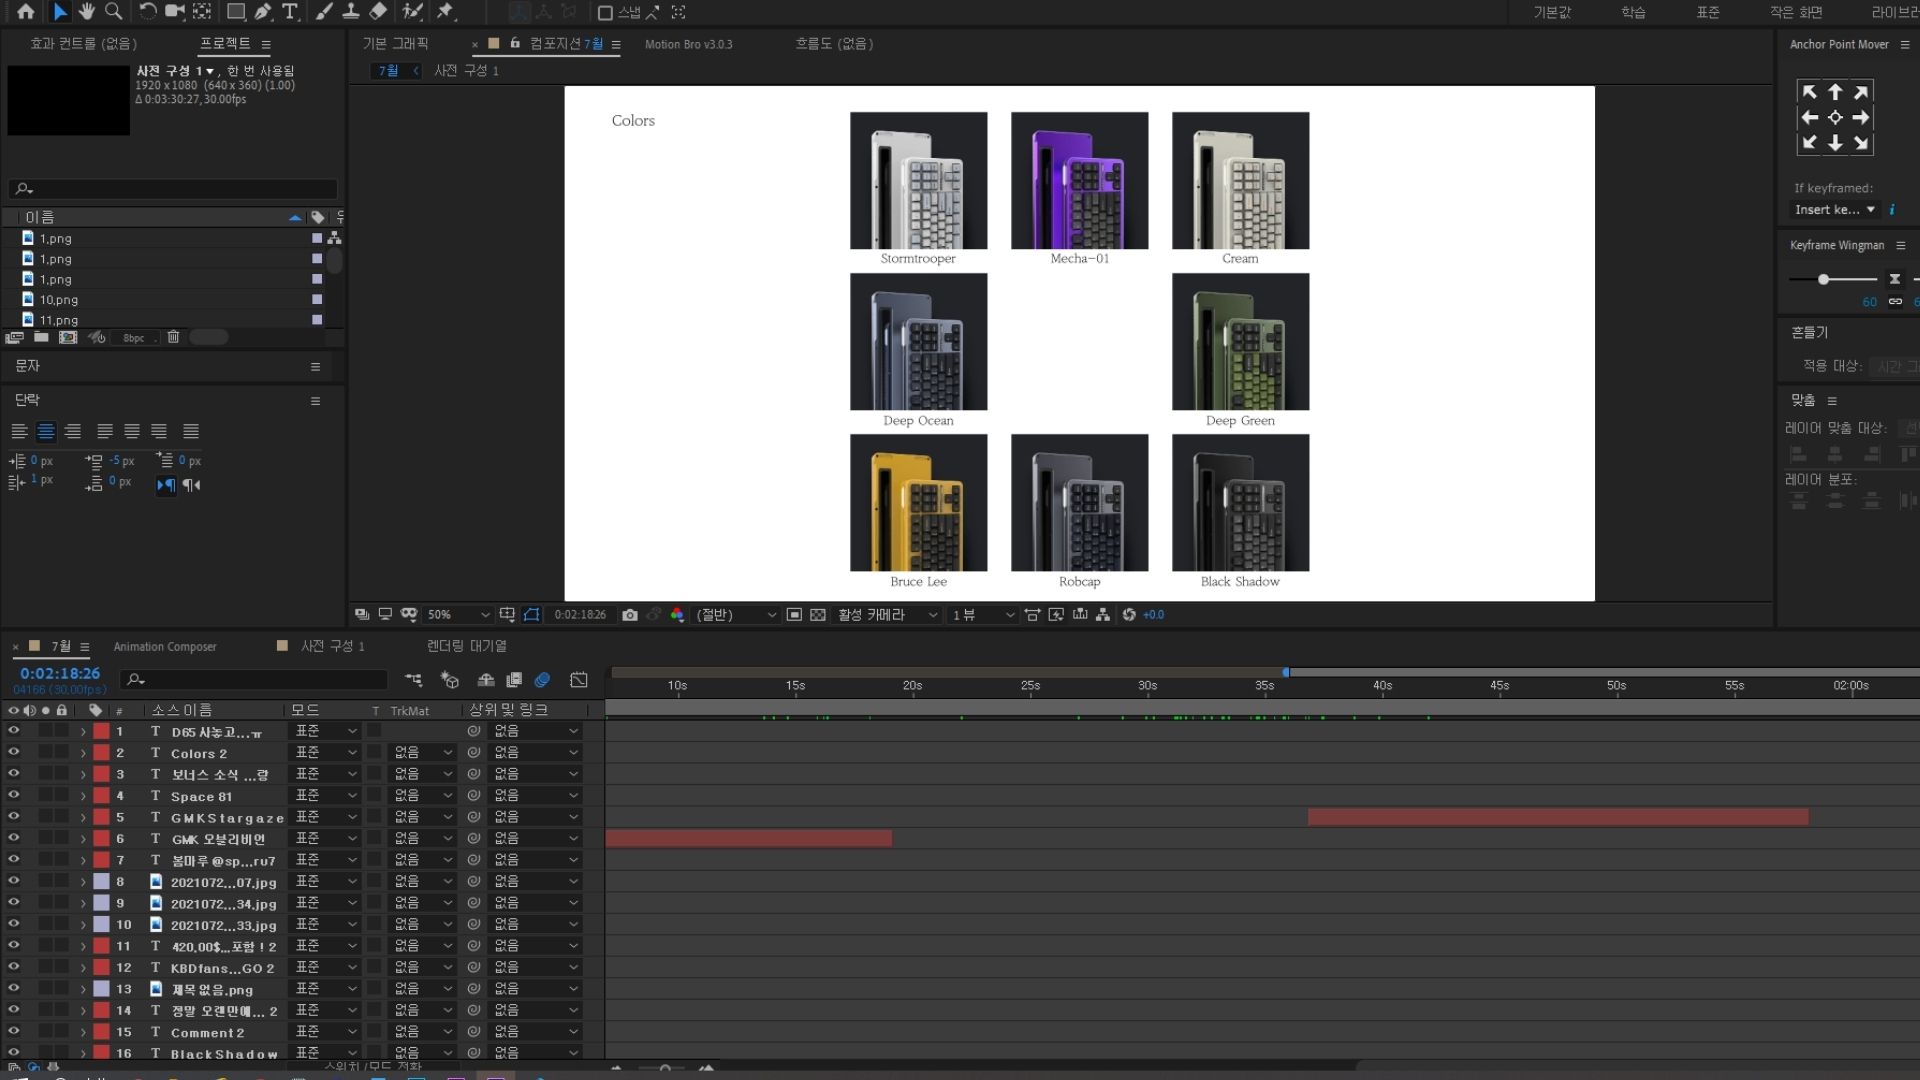 스냅
기본값
학습
표준
작은 화면
라이브러
효과 컨트롤 (없음)
프로젝트
기본 그래픽
컴포지션 7월
Motion Bro v3.0.3
흐름도 (없음)
Anchor Point Mover
사전 구성 1▼, 한 번 사용됨
1920 x 1080 (640 x 360) (1.00)
Δ 0:03:30:27, 30.00fps
7월
사전 구성 1
Colors
Stormtrooper
Mecha-01
Cream
Deep Ocean
Deep Green
Bruce Lee
Robcap
Black Shadow
If keyframed:
Insert ke...
Keyframe Wingman
60
흔들기
적용 대상:
시간 그
맞춤
레이어 맞춤 대상:
레이어 분포:
이름
1.png
1.png
1.png
10.png
11.png
8bpc
문자
단락
0 px
-5 px
0 px
1 px
0 px
50%
0:02:18:26
(절반)
활성 카메라
1 뷰
+0.0
7월
Animation Composer
사전 구성 1
렌더링 대기열
0:02:18:26
04166 (30.00fps)
10s
15s
20s
25s
30s
35s
40s
45s
50s
55s
02:00s
#
소스 이름
모드
T TrkMat
상위 및 링크
1 T D65 사놓고...ㅠ 표준 없음
2 T Colors 2 표준 없음 없음
3 T 보너스 소식 ...량 표준 없음 없음
4 T Space 81 표준 없음 없음
5 T GMKStargaze 표준 없음 없음
6 T GMK 오블리비언 표준 없음 없음
7 T 봄마루 @sp...ru7 표준 없음 없음
8 2021072...07.jpg 표준 없음 없음
9 2021072...34.jpg 표준 없음 없음
10 2021072...33.jpg 표준 없음 없음
11 T 420.00$...포함 ! 2 표준 없음 없음
12 T KBDfans...GO 2 표준 없음 없음
13 제목 없음.png 표준 없음 없음
14 T 정말 오랜만에... 2 표준 없음 없음
15 T Comment 2 표준 없음 없음
16 T BlackShadow 표준 없음 없음
스위치/모드 전환